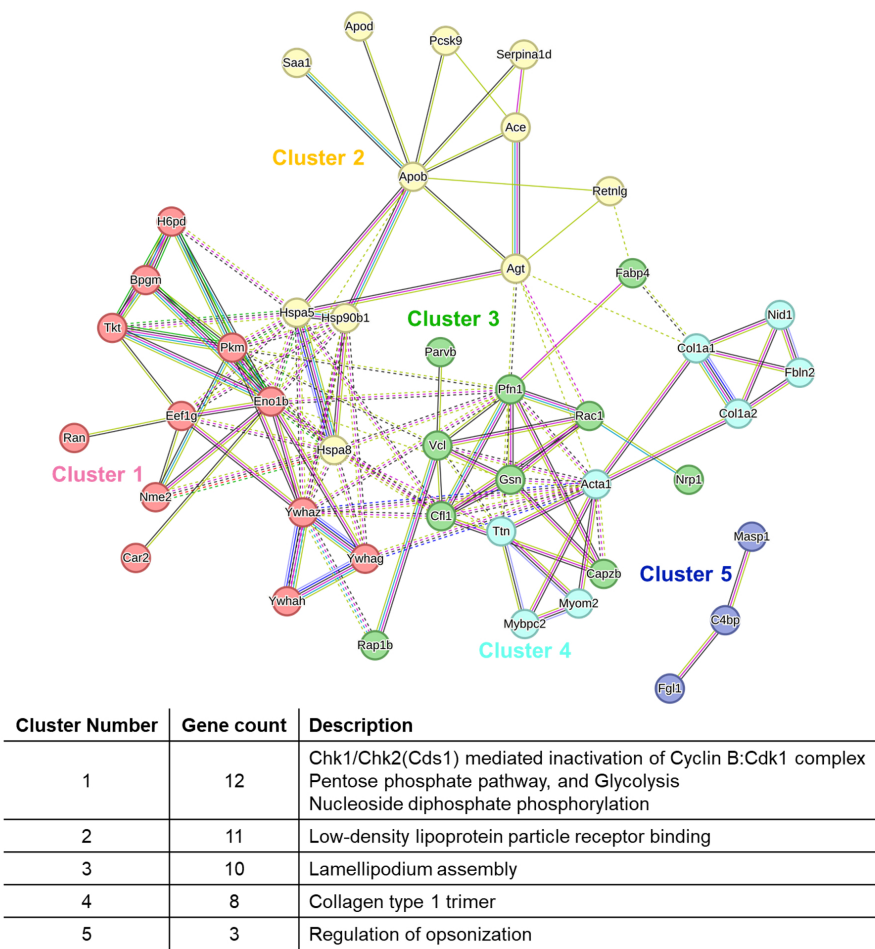 Apod
Pcsk9
Serpina1d
Saa1
Ace
Cluster 2
Apob
Retnlg
H6pd
Agt
Fabp4
Bpgm
Hspa5
Hsp90b1
Cluster 3
Nid1
Tkt
Pkm
Parvb
Col1a1
Fbln2
Pfn1
Eno1b
Col1a2
Eef1g
Rac1
Ran
Vcl
Hspa8
Cluster 1
Gsn
Nrp1
Acta1
Nme2
Ywhaz
Cfl1
Ttn
Masp1
Car2
Ywhag
Capzb
Cluster 5
Ywhah
Myom2
Mybpc2
C4bp
Rap1b
Cluster 4
Fgl1
Cluster Number Gene count Description
1 12 Chk1/Chk2(Cds1) mediated inactivation of Cyclin B:Cdk1 complex
Pentose phosphate pathway, and Glycolysis
Nucleoside diphosphate phosphorylation
2 11 Low-density lipoprotein particle receptor binding
3 10 Lamellipodium assembly
4 8 Collagen type 1 trimer
5 3 Regulation of opsonization